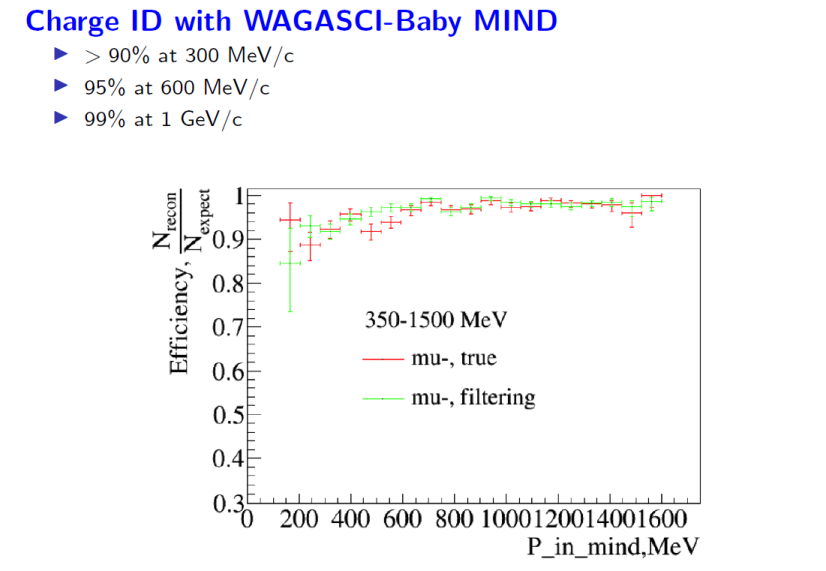 Charge ID with WAGASCI-Baby MIND
> 90% at 300 MeV/c
95% at 600 MeV/c
99% at 1 GeV/c
Efficiency, N_recon / N_expect
1
0.9
0.8
0.7
0.6
0.5
0.4
0.3
350-1500 MeV
mu-, true
mu-, filtering
0 200 400 600 800 1000 1200 1400 1600
P_in_mind,MeV